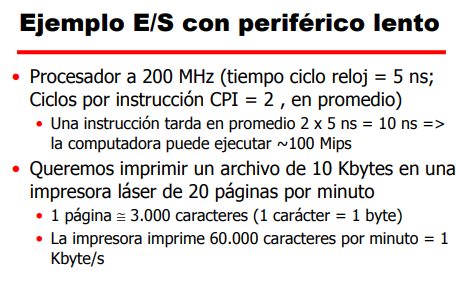 Ejemplo E/S con periférico lento
• Procesador a 200 MHz (tiempo ciclo reloj = 5 ns;
Ciclos por instrucción CPI = 2 , en promedio)
• Una instrucción tarda en promedio 2 x 5 ns = 10 ns =>
la computadora puede ejecutar ~100 Mips
• Queremos imprimir un archivo de 10 Kbytes en una
impresora láser de 20 páginas por minuto
• 1 página ≅ 3.000 caracteres (1 carácter = 1 byte)
• La impresora imprime 60.000 caracteres por minuto = 1
Kbyte/s